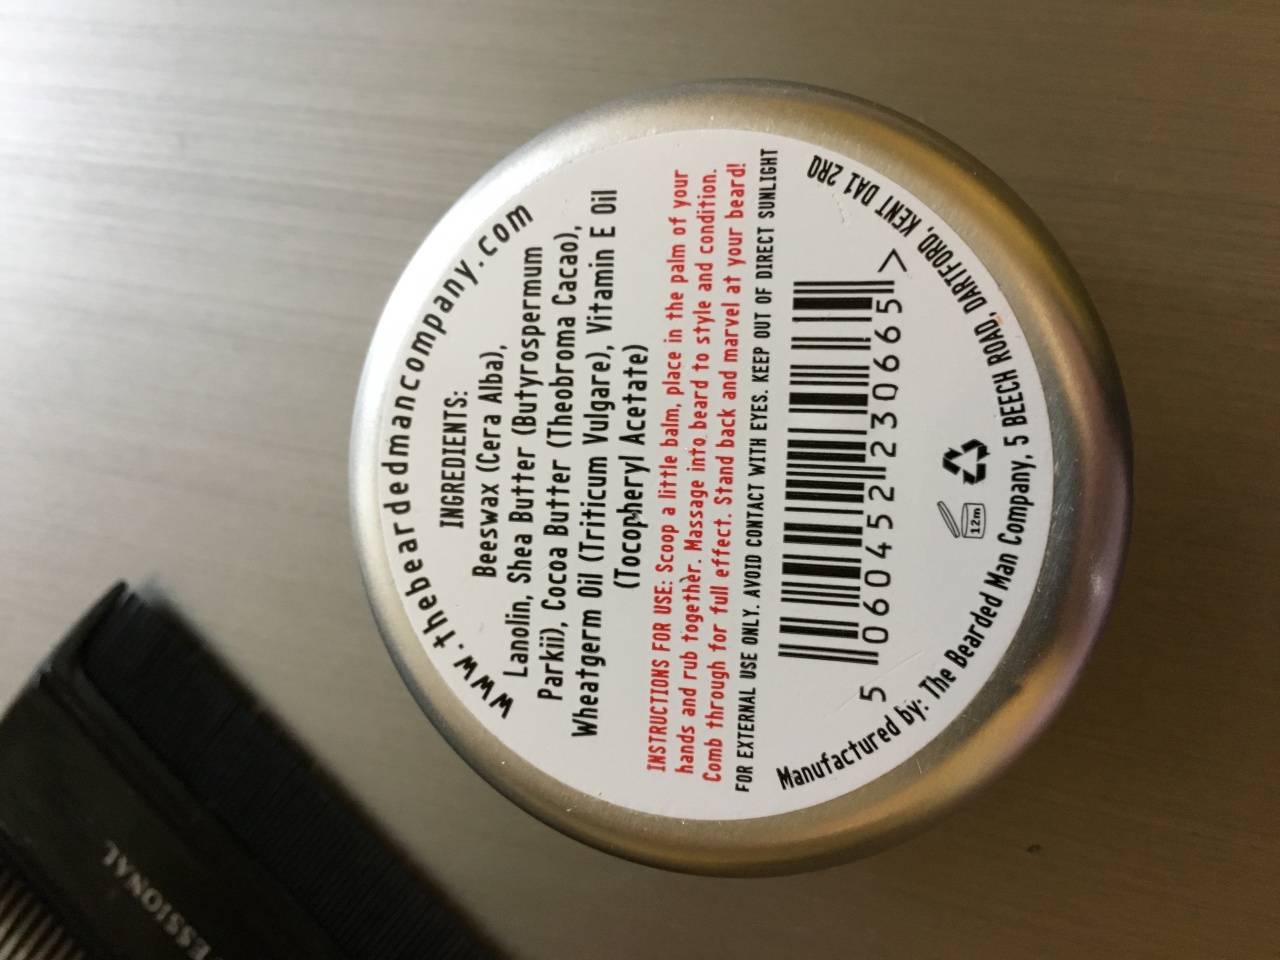 www.thebeardedmancompany.com
INGREDIENTS:
Beeswax (Cera Alba),
Lanolin, Shea Butter (Butyrospermum
Parkii), Cocoa Butter (Theobroma Cacao),
Wheatgerm Oil (Triticum Vulgare), Vitamin E Oil
(Tocopheryl Acetate)
INSTRUCTIONS FOR USE: Scoop a little balm, place in the palm of your
hands and rub together. Massage into beard to style and condition.
Comb through for full effect. Stand back and marvel at your beard!
FOR EXTERNAL USE ONLY. AVOID CONTACT WITH EYES. KEEP OUT OF DIRECT SUNLIGHT
5 060452 230665 >
12m
Manufactured by: The Bearded Man Company, 5 BEECH ROAD, DARTFORD, KENT DA1 2RQ
ESSIONAL